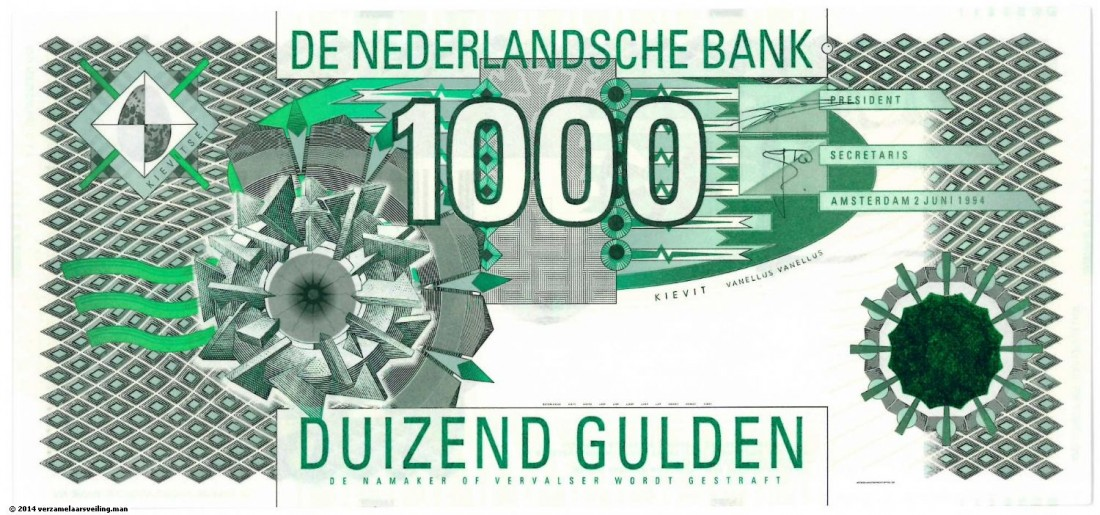 DE NEDERLANDSCHE BANK
1000
PRESIDENT
SECRETARIS
AMSTERDAM 2 JUNI 1994
KIEVITSEI
KIEVIT VANELLUS VANELLUS
DUIZEND GULDEN
DE NAMAKER OF VERVALSER WORDT GESTRAFT
© 2014 verzamelaarsveiling.man